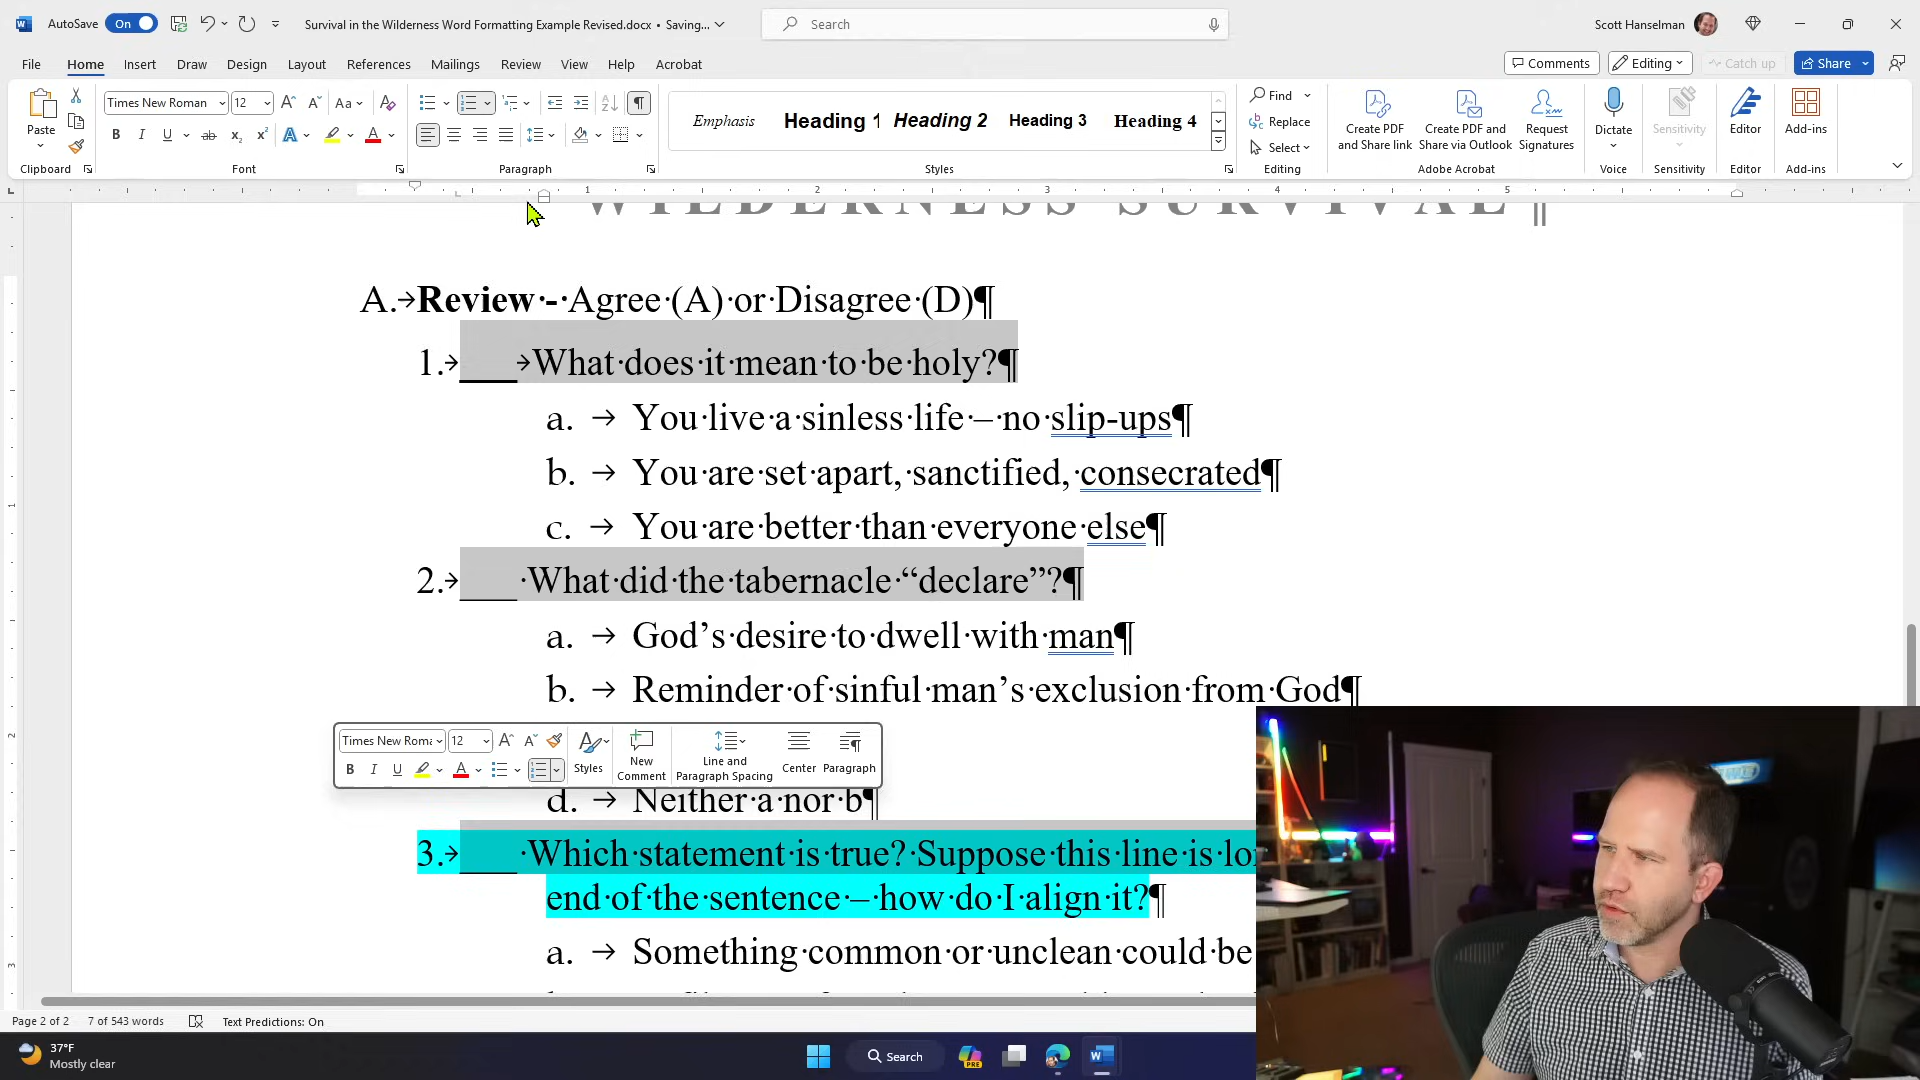 AutoSave On Survival in the Wilderness Word Formatting Example Revised.docx • Saving... Search Scott Hanselman
File Home Insert Draw Design Layout References Mailings Review View Help Acrobat Comments Editing Catch up Share
Times New Roman 12 Aa Emphasis Heading 1 Heading 2 Heading 3 Heading 4 Find
Paste Replace Create PDF and Share link Create PDF and Share via Outlook Request Signatures Dictate Sensitivity Editor Add-ins
Select
Clipboard Font Paragraph Styles Editing Adobe Acrobat Voice Sensitivity Editor Add-ins
1 2 3 4 5
WILDERNESS SURVIVAL¶
A.→Review·-·Agree·(A)·or·Disagree·(D)¶
1.→___→What·does·it·mean·to·be·holy?¶
a. → You·live·a·sinless·life·–·no·slip-ups¶
b. → You·are·set·apart,·sanctified,·consecrated¶
c. → You·are·better·than·everyone·else¶
2.→___·What·did·the·tabernacle·“declare”?¶
a. → God’s·desire·to·dwell·with·man¶
b. → Reminder·of·sinful·man’s·exclusion·from·God¶
Times New Roma 12
Styles New Comment Line and Paragraph Spacing Center Paragraph
d. → Neither·a·nor·b¶
3.→___·Which·statement·is·true?·Suppose·this·line·is·lo
end·of·the·sentence·–·how·do·I·align·it?¶
a. → Something·common·or·unclean·could·be
Page 2 of 2 7 of 543 words Text Predictions: On
37°F
Mostly clear
Search
PRE